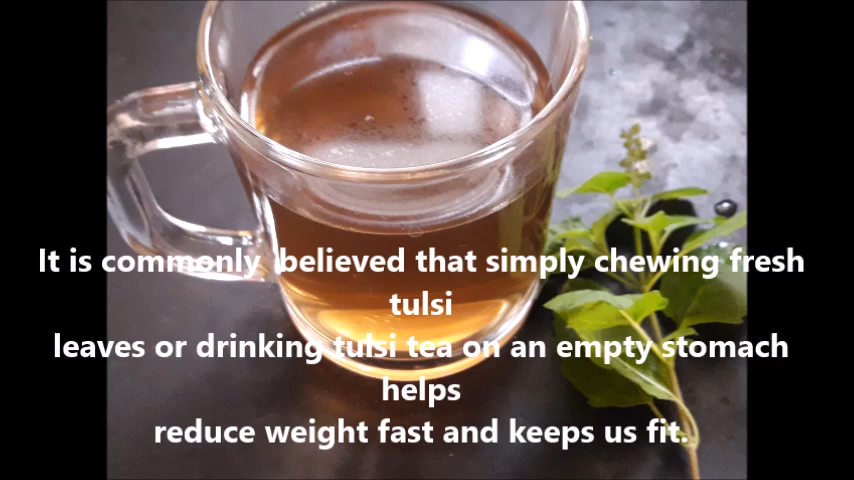 It is commonly believed that simply chewing fresh
tulsi
leaves or drinking tulsi tea on an empty stomach
helps
reduce weight fast and keeps us fit.